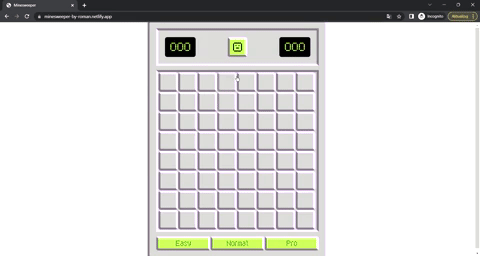 Minesweeper
minesweeper-by-roman.netlify.app
Incognito
000
000
Easy
Normal
Pro